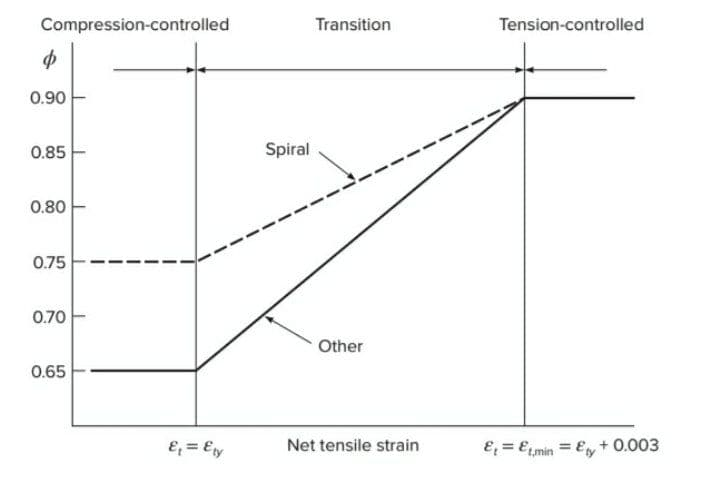 Compression-controlled Transition Tension-controlled
ϕ
0.90
0.85
Spiral
0.80
0.75
0.70
Other
0.65
εt = εty Net tensile strain εt = εt,min = εty + 0.003